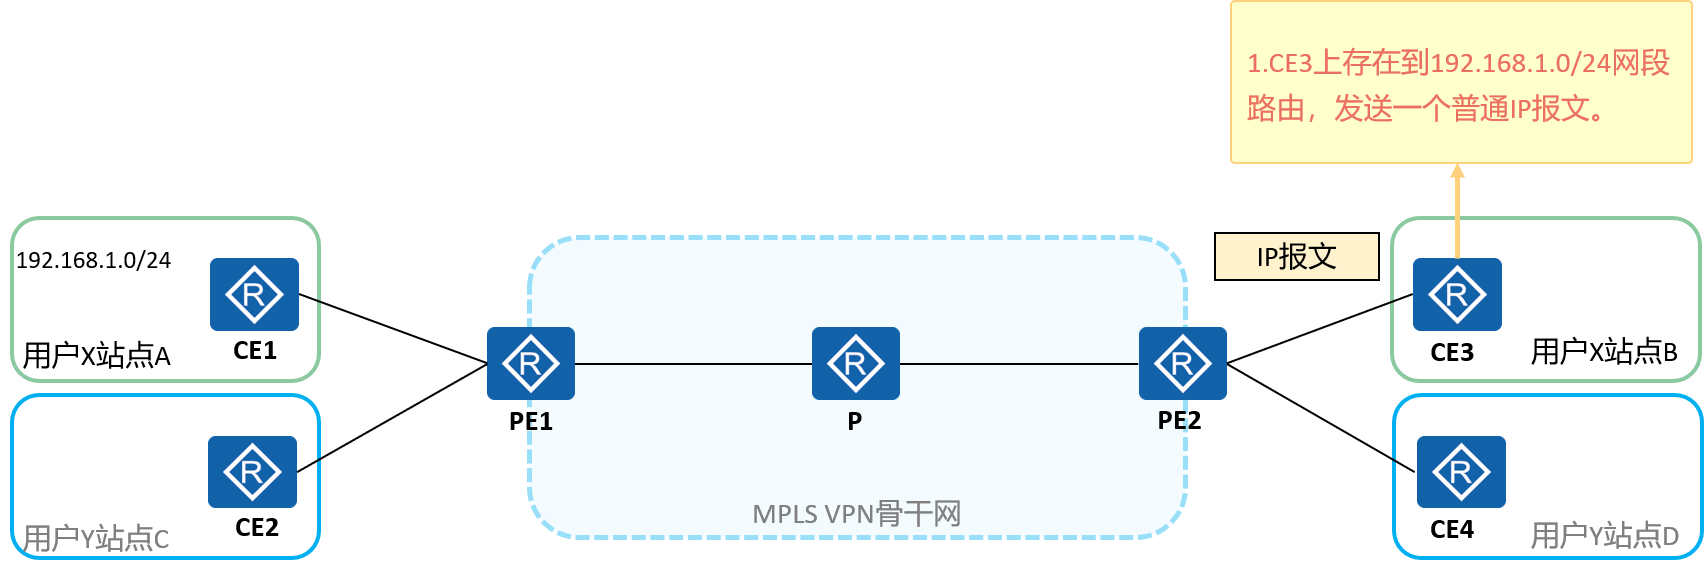 1.CE3上存在到192.168.1.0/24网段
路由，发送一个普通IP报文。
IP报文
192.168.1.0/24
R
CE1
用户X站点A
R
CE3
用户X站点B
R
PE1
R
P
R
PE2
R
CE2
用户Y站点C
MPLS VPN骨干网
R
CE4
用户Y站点D